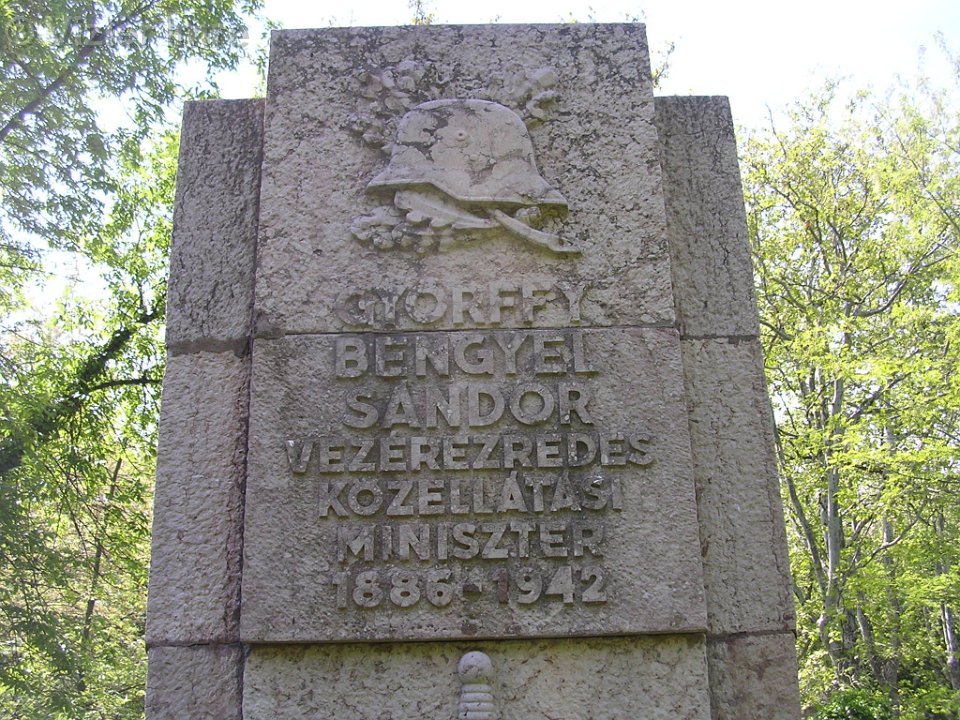 GYÖRFFY
BENGYEL
SÁNDOR
VEZÉREZREDES
KÖZELLÁTÁSI
MINISZTER
1886-1942